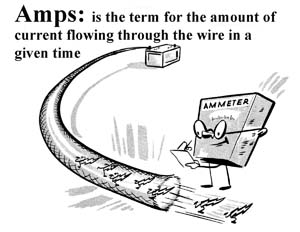 Amps: is the term for the amount of
current flowing through the wire in a
given time
AMMETER